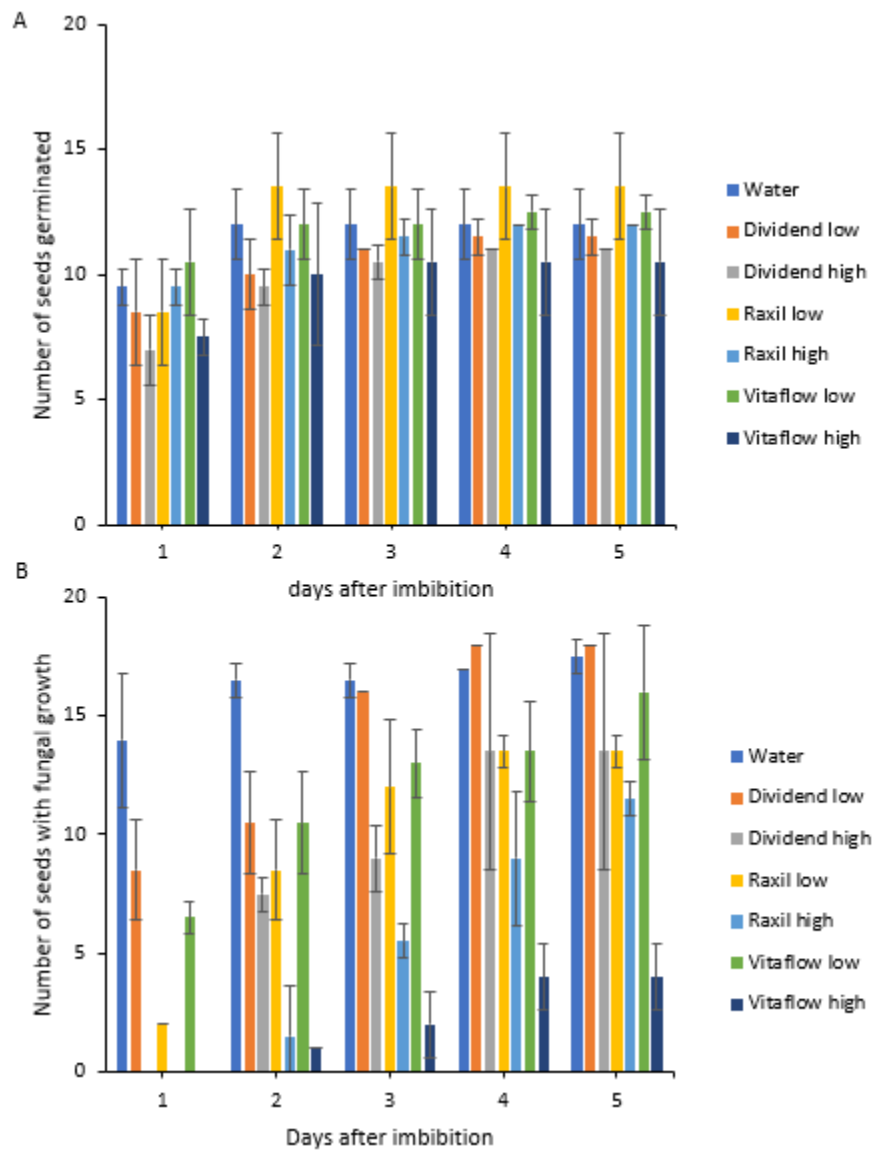 A
20
15
10
5
0
Number of seeds germinated
1 2 3 4 5
days after imbibition
Water
Dividend low
Dividend high
Raxil low
Raxil high
Vitaflow low
Vitaflow high
B
20
15
10
5
0
Number of seeds with fungal growth
1 2 3 4 5
Days after imbibition
Water
Dividend low
Dividend high
Raxil low
Raxil high
Vitaflow low
Vitaflow high